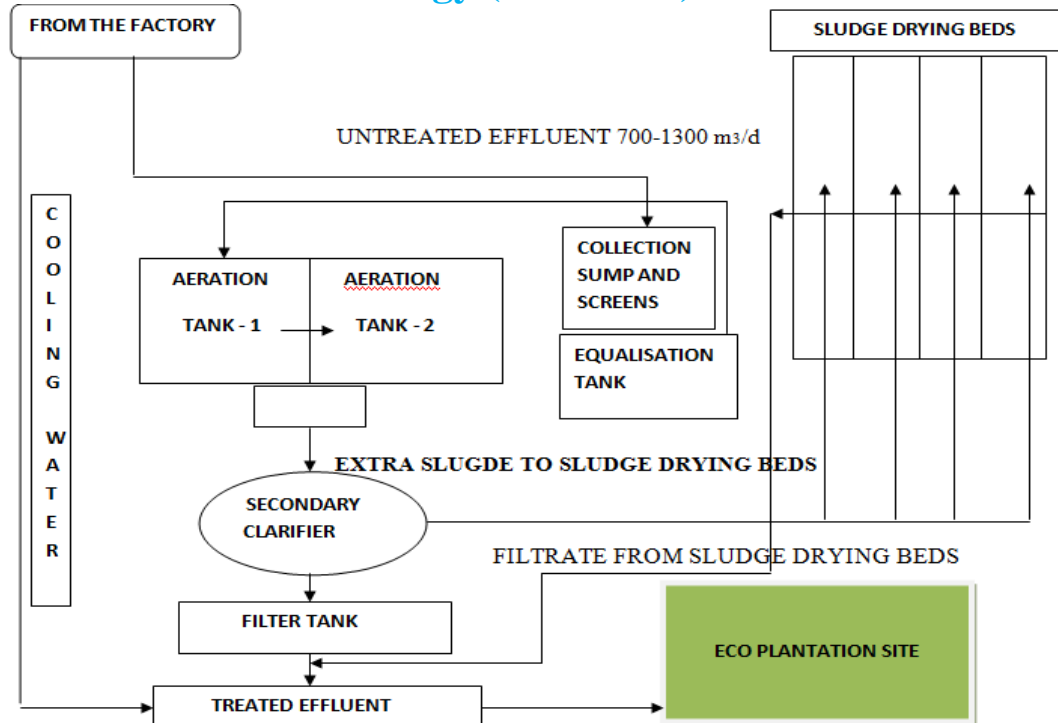 FROM THE FACTORY
SLUDGE DRYING BEDS
UNTREATED EFFLUENT 700-1300 m3/d
COOLING WATER
COLLECTION
SUMP AND
SCREENS
AERATION
TANK - 1
AERATION
TANK - 2
EQUALISATION
TANK
EXTRA SLUGDE TO SLUDGE DRYING BEDS
SECONDARY
CLARIFIER
FILTRATE FROM SLUDGE DRYING BEDS
FILTER TANK
ECO PLANTATION SITE
TREATED EFFLUENT